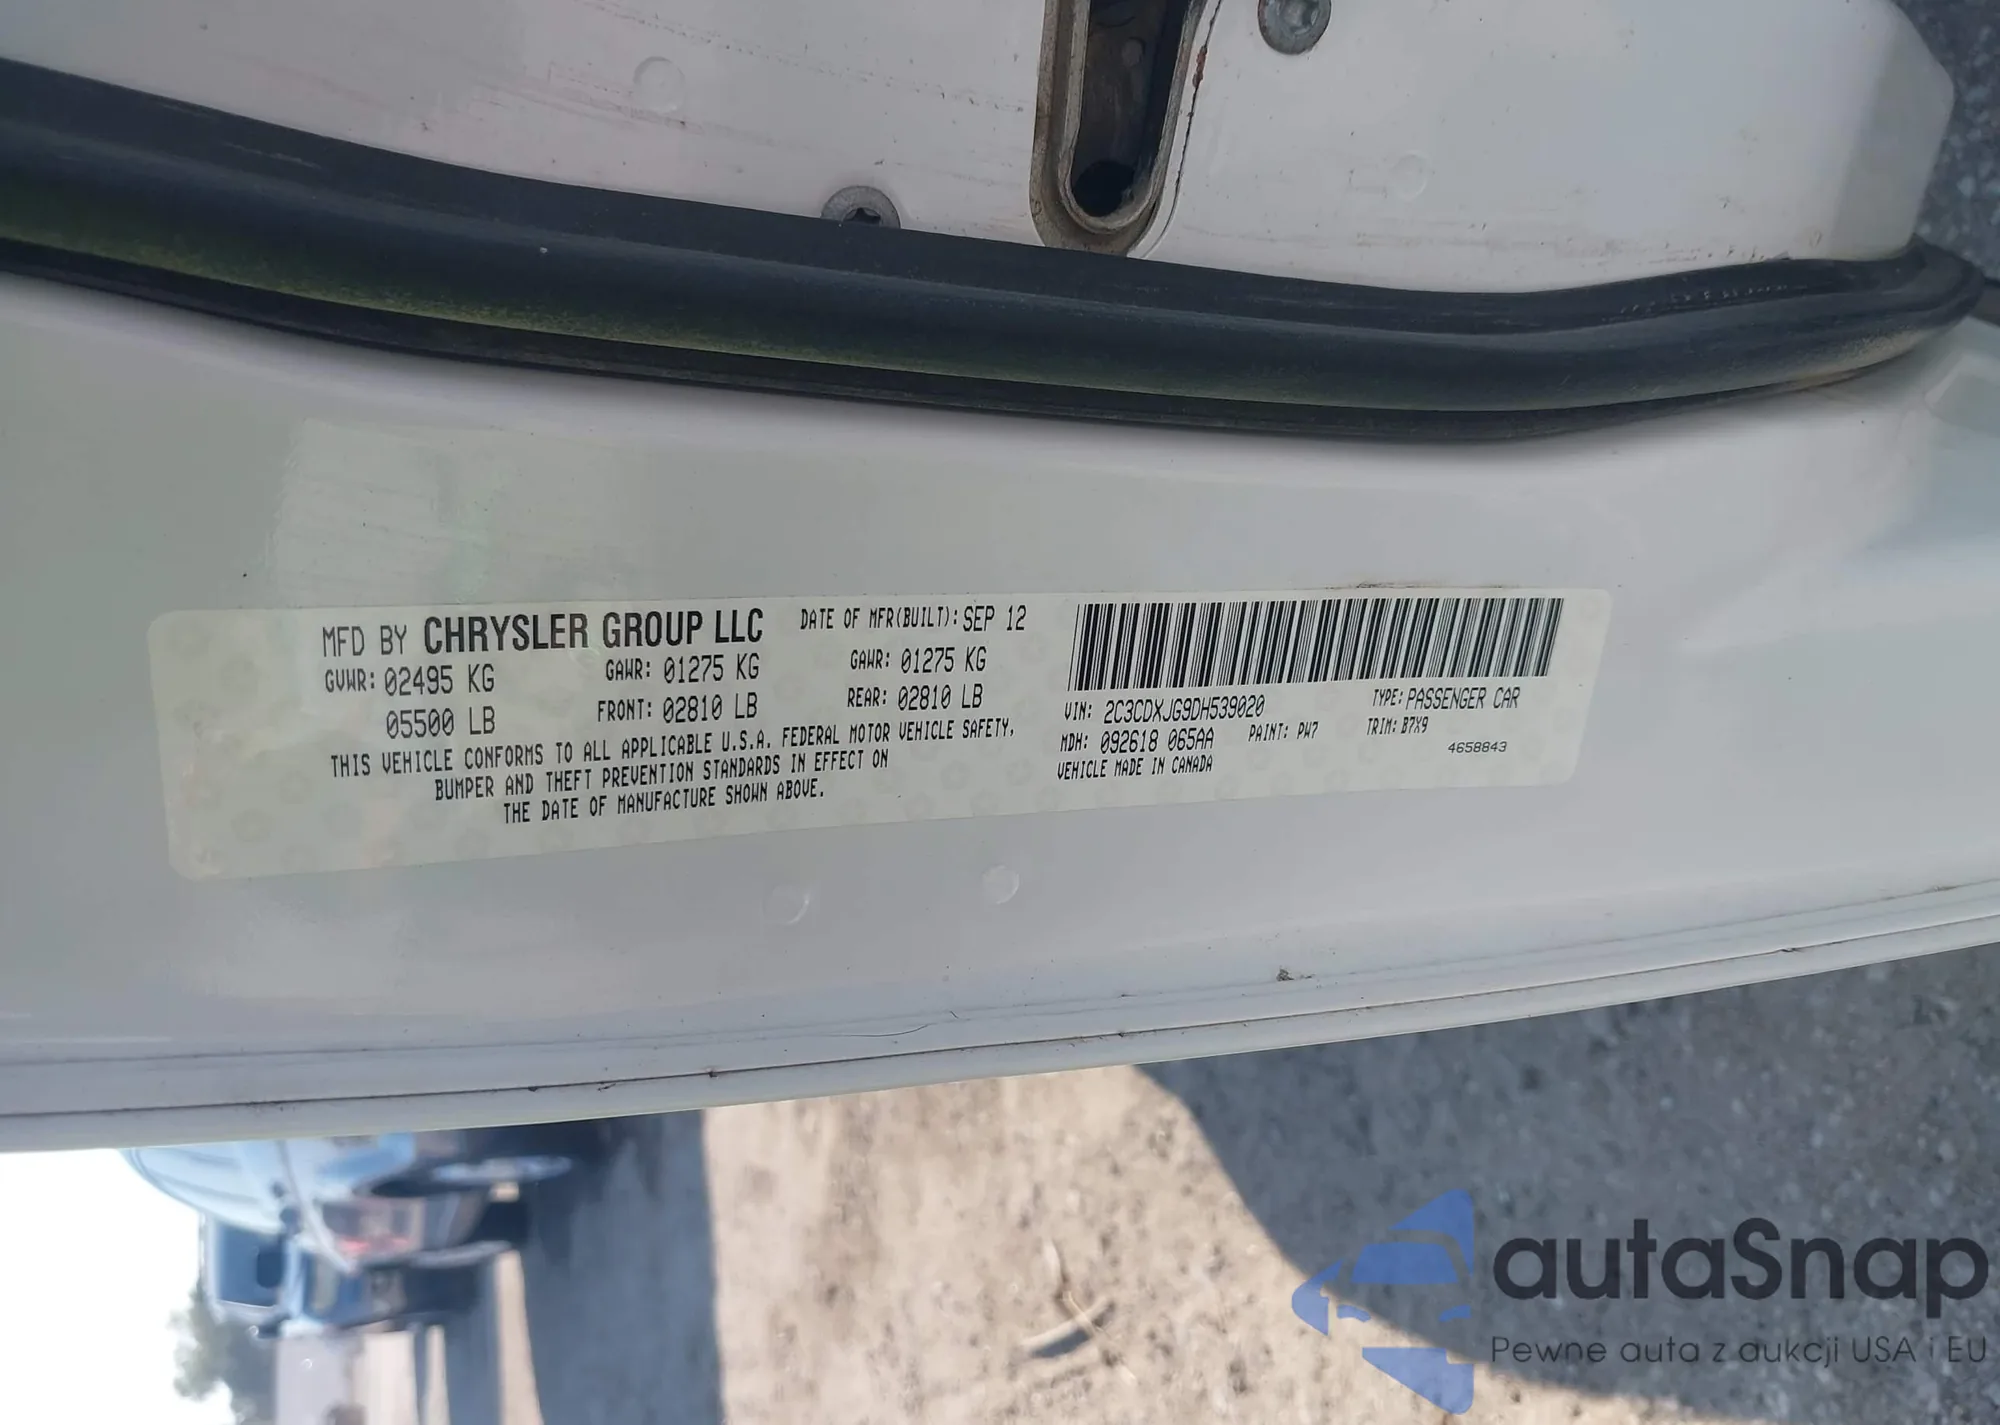 MFD BY CHRYSLER GROUP LLC DATE OF MFR(BUILT): SEP 12
GVWR: 02495 KG GAWR: 01275 KG GAWR: 01275 KG
05500 LB FRONT: 02810 LB REAR: 02810 LB
THIS VEHICLE CONFORMS TO ALL APPLICABLE U.S.A. FEDERAL MOTOR VEHICLE SAFETY,
BUMPER AND THEFT PREVENTION STANDARDS IN EFFECT ON
THE DATE OF MANUFACTURE SHOWN ABOVE.
VIN: 2C3CDXJG9DH539020 TYPE: PASSENGER CAR
MDH: 092618 065AA PAINT: PW7 TRIM: B7X9
VEHICLE MADE IN CANADA 4658843
autaSnap
Pewne auta z aukcji USA i EU